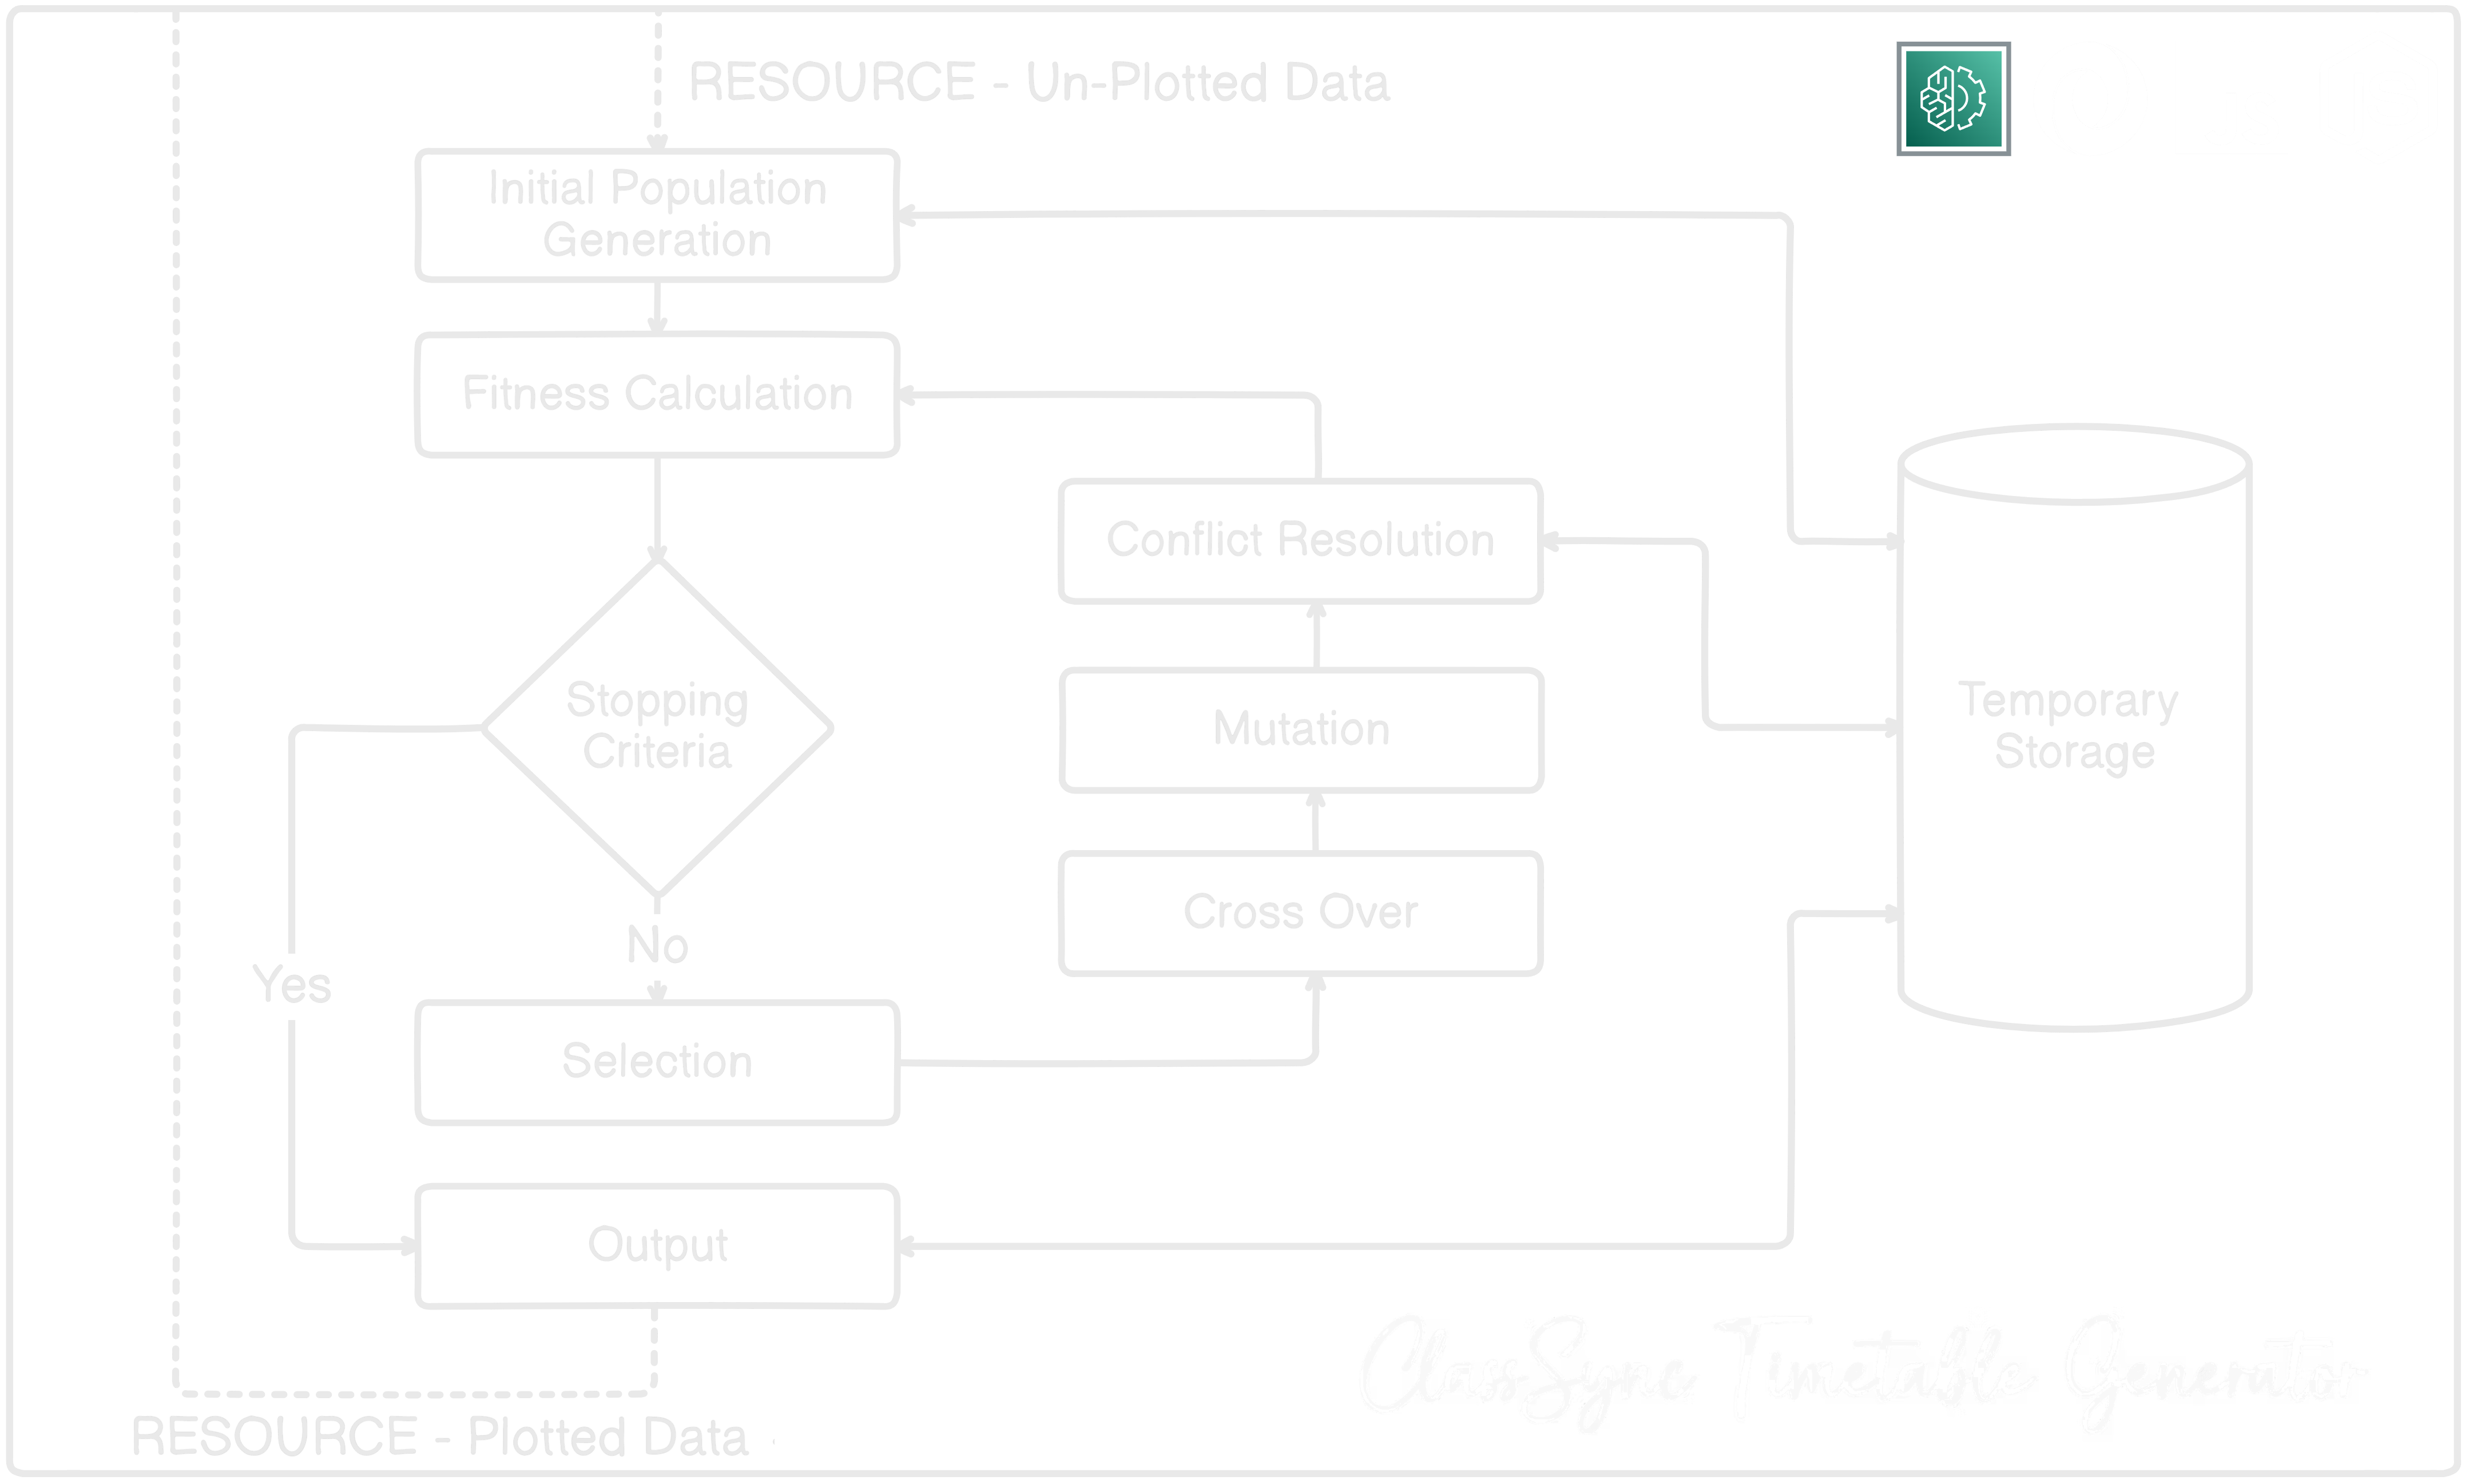 RESOURCE - Un-Plotted Data
Initial Population
Generation
Fitness Calculation
Conflict Resolution
Stopping
Criteria
Mutation
Temporary
Storage
Cross Over
No
Yes
Selection
Output
ClassSync Timetable Generator
RESOURCE - Plotted Data